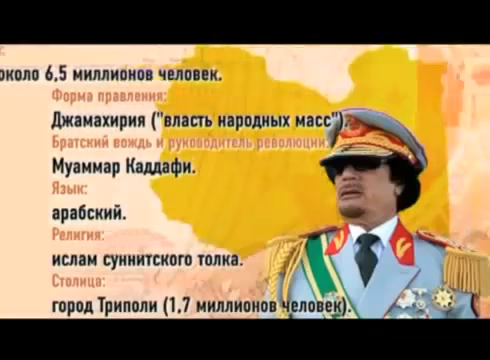 около 6,5 миллионов человек.
Форма правления:
Джамахирия ("власть народных масс").
Братский вождь и руководитель революции:
Муаммар Каддафи.
Язык:
арабский.
Религия:
ислам суннитского толка.
Столица:
город Триполи (1,7 миллионов человек).